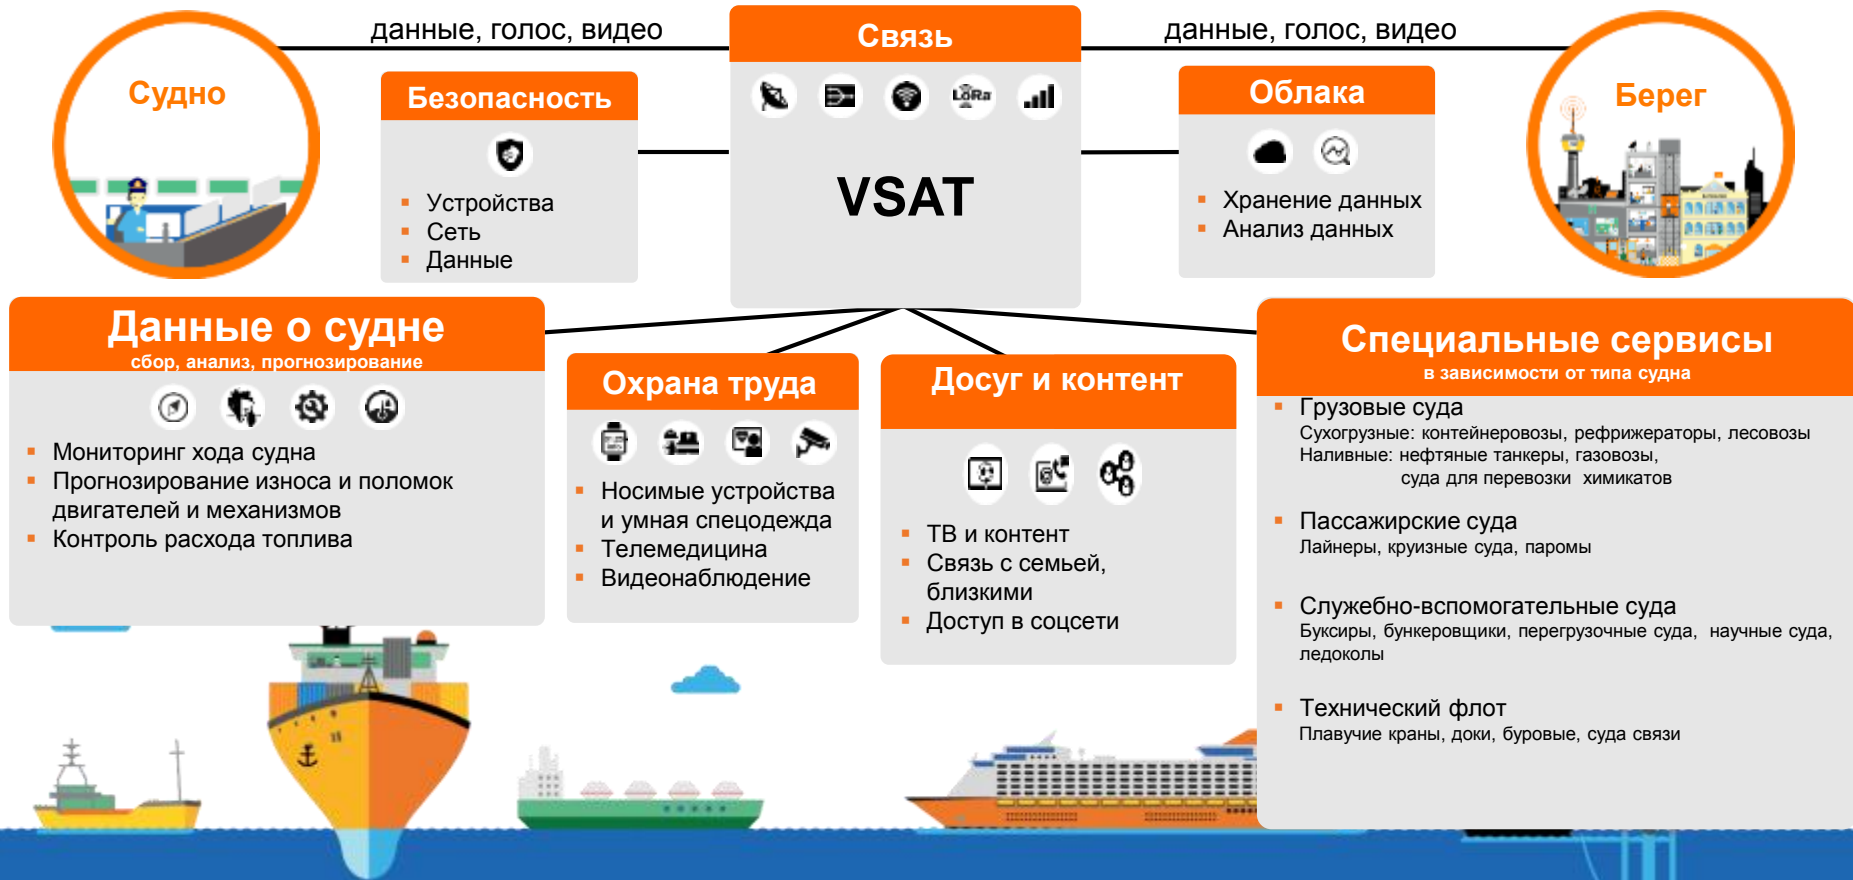 данные, голос, видео
Связь
данные, голос, видео
Судно
Безопасность
Устройства
Сеть
Данные
LoRa
VSAT
Облака
Хранение данных
Анализ данных
Берег
Данные о судне
сбор, анализ, прогнозирование
Мониторинг хода судна
Прогнозирование износа и поломок
двигателей и механизмов
Контроль расхода топлива
Охрана труда
Носимые устройства
и умная спецодежда
Телемедицина
Видеонаблюдение
Досуг и контент
ТВ и контент
Связь с семьей,
близкими
Доступ в соцсети
Специальные сервисы
в зависимости от типа судна
Грузовые суда
Сухогрузные: контейнеровозы, рефрижераторы, лесовозы
Наливные: нефтяные танкеры, газовозы,
суда для перевозки химикатов
Пассажирские суда
Лайнеры, круизные суда, паромы
Служебно-вспомогательные суда
Буксиры, бункеровщики, перегрузочные суда, научные суда,
ледоколы
Технический флот
Плавучие краны, доки, буровые, суда связи